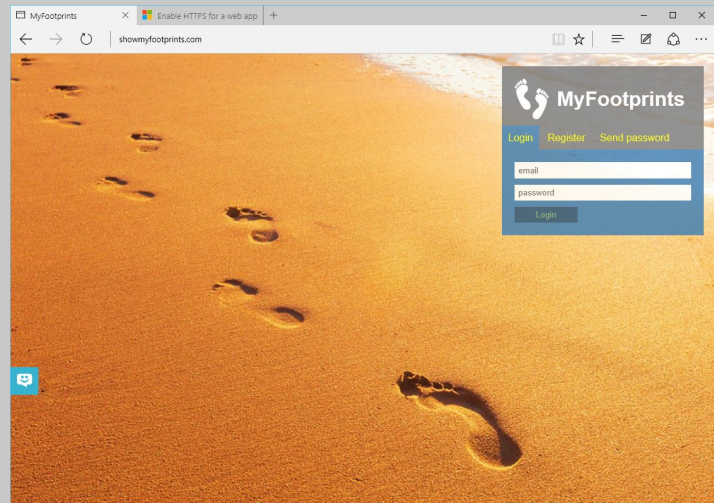 MyFootprints
Enable HTTPS for a web app
showmyfootprints.com
MyFootprints
Login Register Send password
email
password
Login